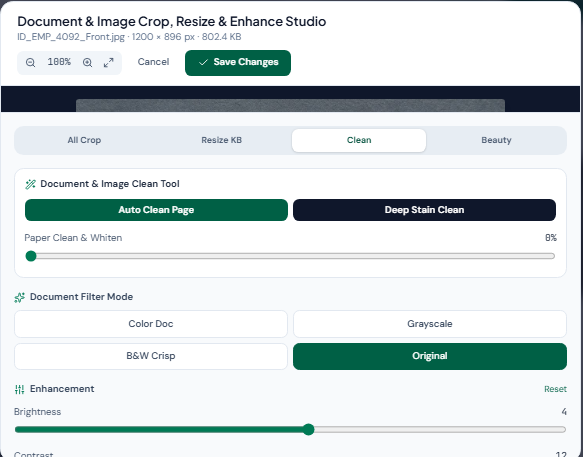 Document & Image Crop, Resize & Enhance Studio
ID_EMP_4092_Front.jpg · 1200 × 896 px · 802.4 KB
100% Cancel Save Changes
All Crop Resize KB Clean Beauty
Document & Image Clean Tool
Auto Clean Page Deep Stain Clean
Paper Clean & Whiten 0%
Document Filter Mode
Color Doc Grayscale
B&W Crisp Original
Enhancement Reset
Brightness 4
Contrast 12